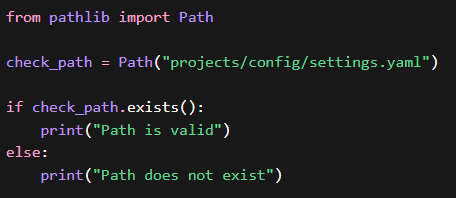 from pathlib import Path

check_path = Path("projects/config/settings.yaml")

if check_path.exists():
    print("Path is valid")
else:
    print("Path does not exist")